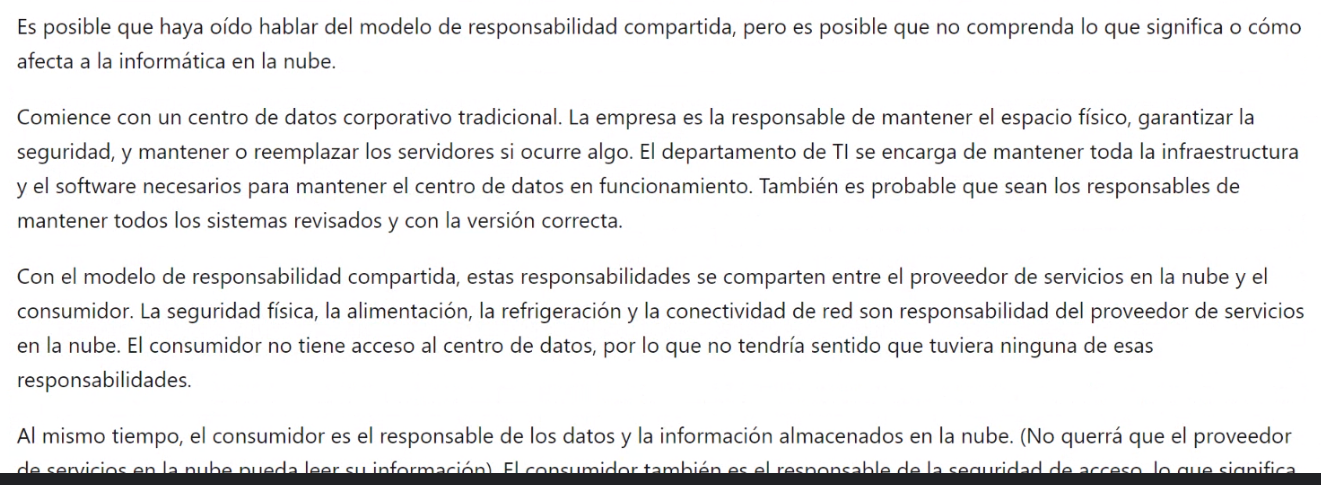 Es posible que haya oído hablar del modelo de responsabilidad compartida, pero es posible que no comprenda lo que significa o cómo
afecta a la informática en la nube.
Comience con un centro de datos corporativo tradicional. La empresa es la responsable de mantener el espacio físico, garantizar la
seguridad, y mantener o reemplazar los servidores si ocurre algo. El departamento de TI se encarga de mantener toda la infraestructura
y el software necesarios para mantener el centro de datos en funcionamiento. También es probable que sean los responsables de
mantener todos los sistemas revisados y con la versión correcta.
Con el modelo de responsabilidad compartida, estas responsabilidades se comparten entre el proveedor de servicios en la nube y el
consumidor. La seguridad física, la alimentación, la refrigeración y la conectividad de red son responsabilidad del proveedor de servicios
en la nube. El consumidor no tiene acceso al centro de datos, por lo que no tendría sentido que tuviera ninguna de esas
responsabilidades.
Al mismo tiempo, el consumidor es el responsable de los datos y la información almacenados en la nube. (No querrá que el proveedor
de servicios en la nube pueda leer su información). El consumidor también es el responsable de la seguridad de acceso, lo que significa